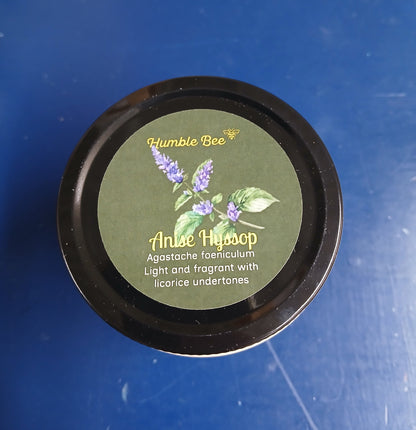 Humble Bee
Anise Hyssop
Agastache foeniculum
Light and fragrant with
licorice undertones